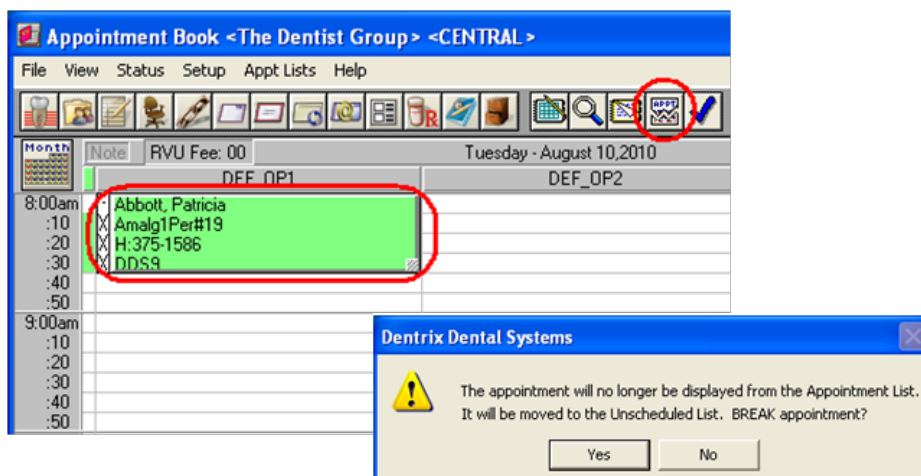 Appointment Book <The Dentist Group> <CENTRAL>
File View Status Setup Appt Lists Help
R APPT
Month Note RVU Fee: 00 Tuesday - August 10,2010
DEF_OP1 DEF_OP2
8:00am Abbott, Patricia
:10 X Amalg1Per#19
:20 X H:375-1586
:30 X DDS9
:40
:50
9:00am
:10
:20
:30
:40
:50
Dentrix Dental Systems
The appointment will no longer be displayed from the Appointment List.
It will be moved to the Unscheduled List. BREAK appointment?
Yes No